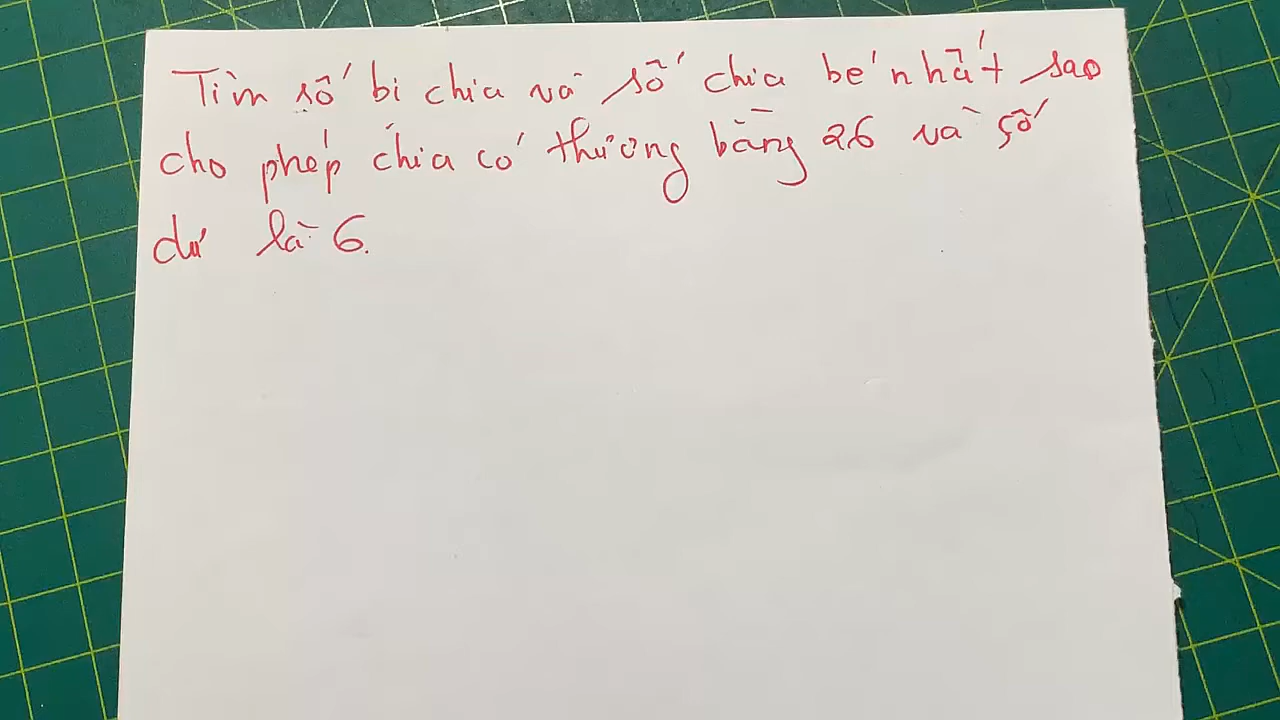 Tìm số bi chia và số chia bé nhất sao
cho phép chia có thương bằng 26 và số
dư là 6.